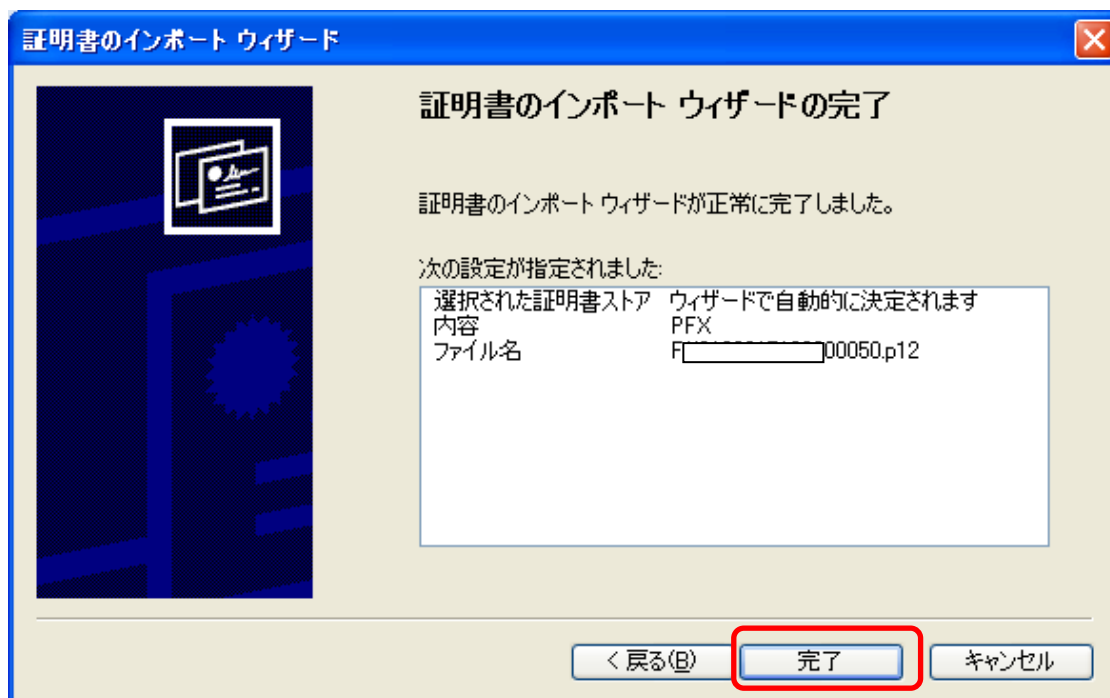 証明書のインポート ウィザード
証明書のインポート ウィザードの完了
証明書のインポート ウィザードが正常に完了しました。
次の設定が指定されました:
選択された証明書ストア ウィザードで自動的に決定されます
内容 PFX
ファイル名 F 00050.p12
< 戻る(B) 完了 キャンセル